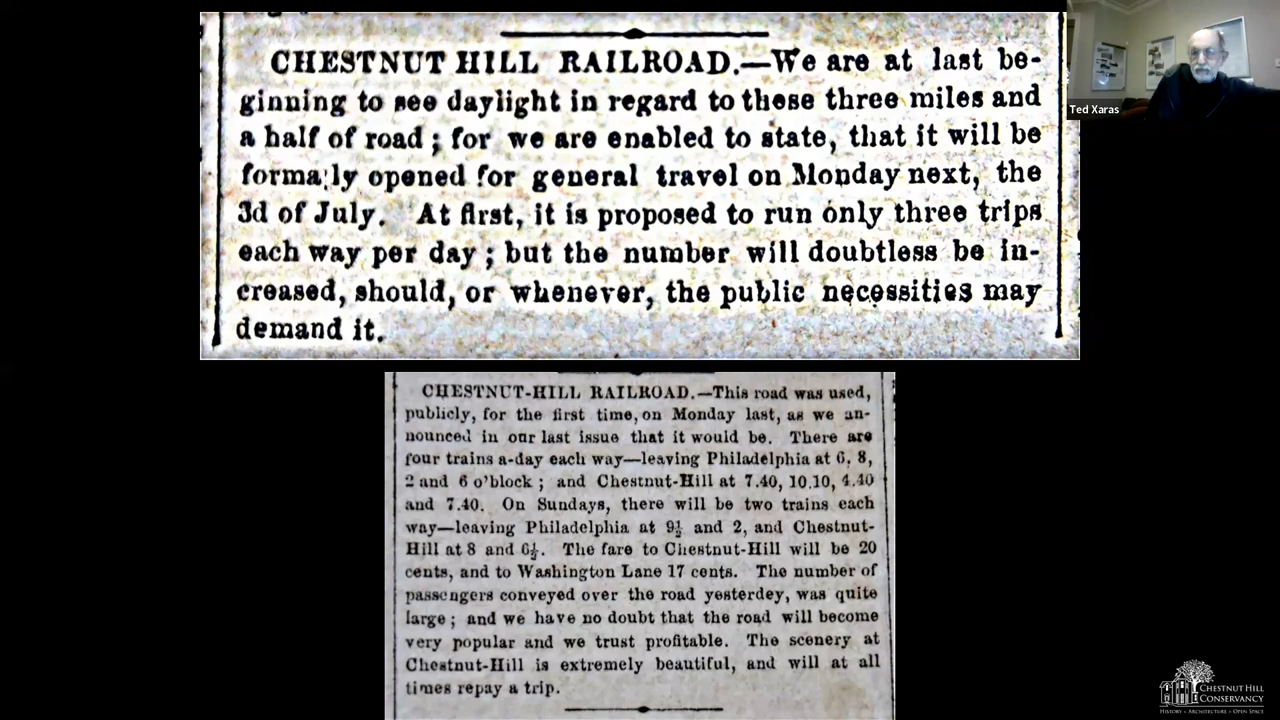 CHESTNUT HILL RAILROAD.—We are at last be-
ginning to see daylight in regard to these three miles and
a half of road ; for we are enabled to state, that it will be
formally opened for general travel on Monday next, the
3d of July. At first, it is proposed to run only three trips
each way per day ; but the number will doubtless be in-
creased, should, or whenever, the public necessities may
demand it.
Ted Xaras
CHESTNUT-HILL RAILROAD.—This road was used,
publicly, for the first time, on Monday last, as we an-
nounced in our last issue that it would be. There are
four trains a-day each way—leaving Philadelphia at 6, 8,
2 and 6 o'block ; and Chestnut-Hill at 7.40, 10.10, 4.40
and 7.40. On Sundays, there will be two trains each
way—leaving Philadelphia at 9½ and 2, and Chestnut-
Hill at 8 and 6½. The fare to Chestnut-Hill will be 20
cents, and to Washington Lane 17 cents. The number of
passengers conveyed over the road yesterdey, was quite
large ; and we have no doubt that the road will become
very popular and we trust profitable. The scenery at
Chestnut-Hill is extremely beautiful, and will at all
times repay a trip.
CHESTNUT HILL
CONSERVANCY
HISTORY • ARCHITECTURE • OPEN SPACE